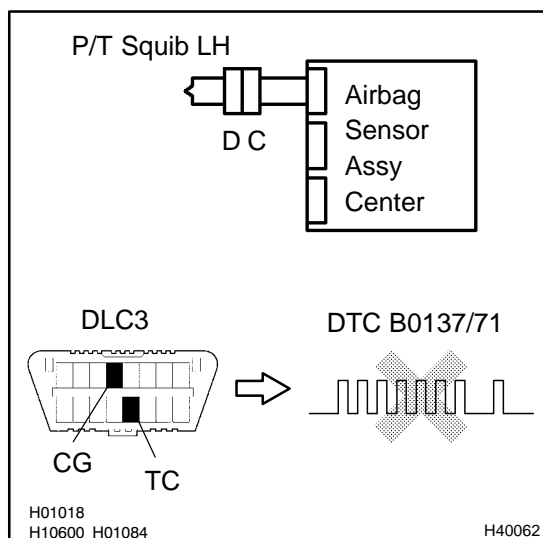 P/T Squib LH
D C
Airbag
Sensor
Assy
Center
DLC3
DTC B0137/71
CG
TC
H01018
H10600 H01084
H40062